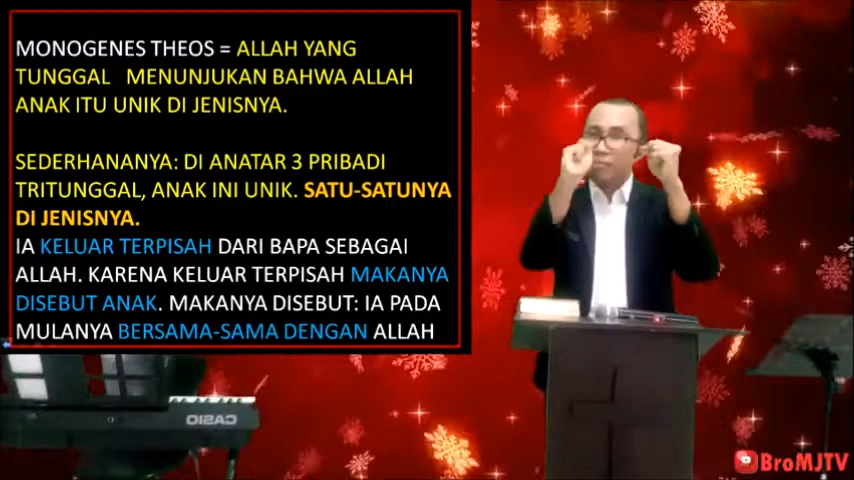 MONOGENES THEOS = ALLAH YANG
TUNGGAL MENUNJUKAN BAHWA ALLAH
ANAK ITU UNIK DI JENISNYA.
SEDERHANANYA: DI ANATAR 3 PRIBADI
TRITUNGGAL, ANAK INI UNIK. SATU-SATUNYA
DI JENISNYA.
IA KELUAR TERPISAH DARI BAPA SEBAGAI
ALLAH. KARENA KELUAR TERPISAH MAKANYA
DISEBUT ANAK. MAKANYA DISEBUT: IA PADA
MULANYA BERSAMA-SAMA DENGAN ALLAH
CASIO
BroMJTV